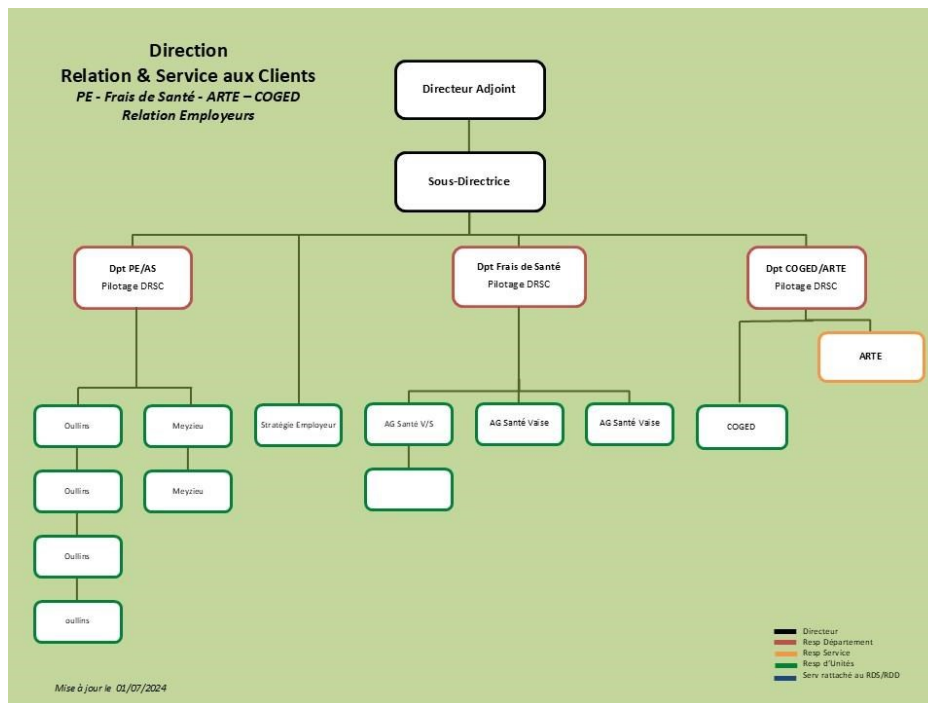 Direction
Relation & Service aux Clients
PE - Frais de Santé - ARTE – COGED
Relation Employeurs
Directeur Adjoint
Sous-Directrice
Dpt PE/AS
Pilotage DRSC
Dpt Frais de Santé
Pilotage DRSC
Dpt COGED/ARTE
Pilotage DRSC
ARTE
Oullins
Meyzieu
Stratégie Employeur
AG Santé V/S
AG Santé Vaise
AG Santé Vaise
COGED
Oullins
Meyzieu
Oullins
oullins
Directeur
Resp Département
Resp Service
Resp d'Unités
Serv rattaché au RDS/RDD
Mise à jour le 01/07/2024